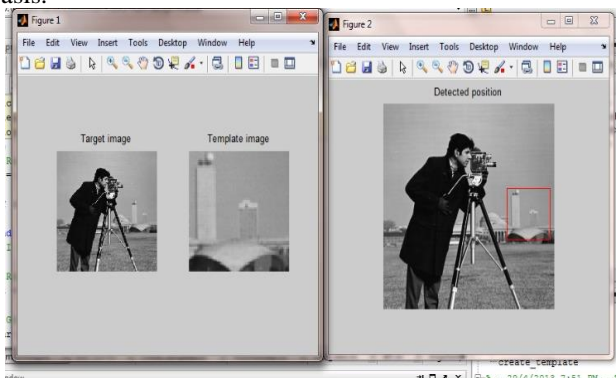 asis.
Figure 1
File Edit View Insert Tools Desktop Window Help
Target image
Template image
Figure 2
File Edit View Insert Tools Desktop Window Help
Detected position
create_template